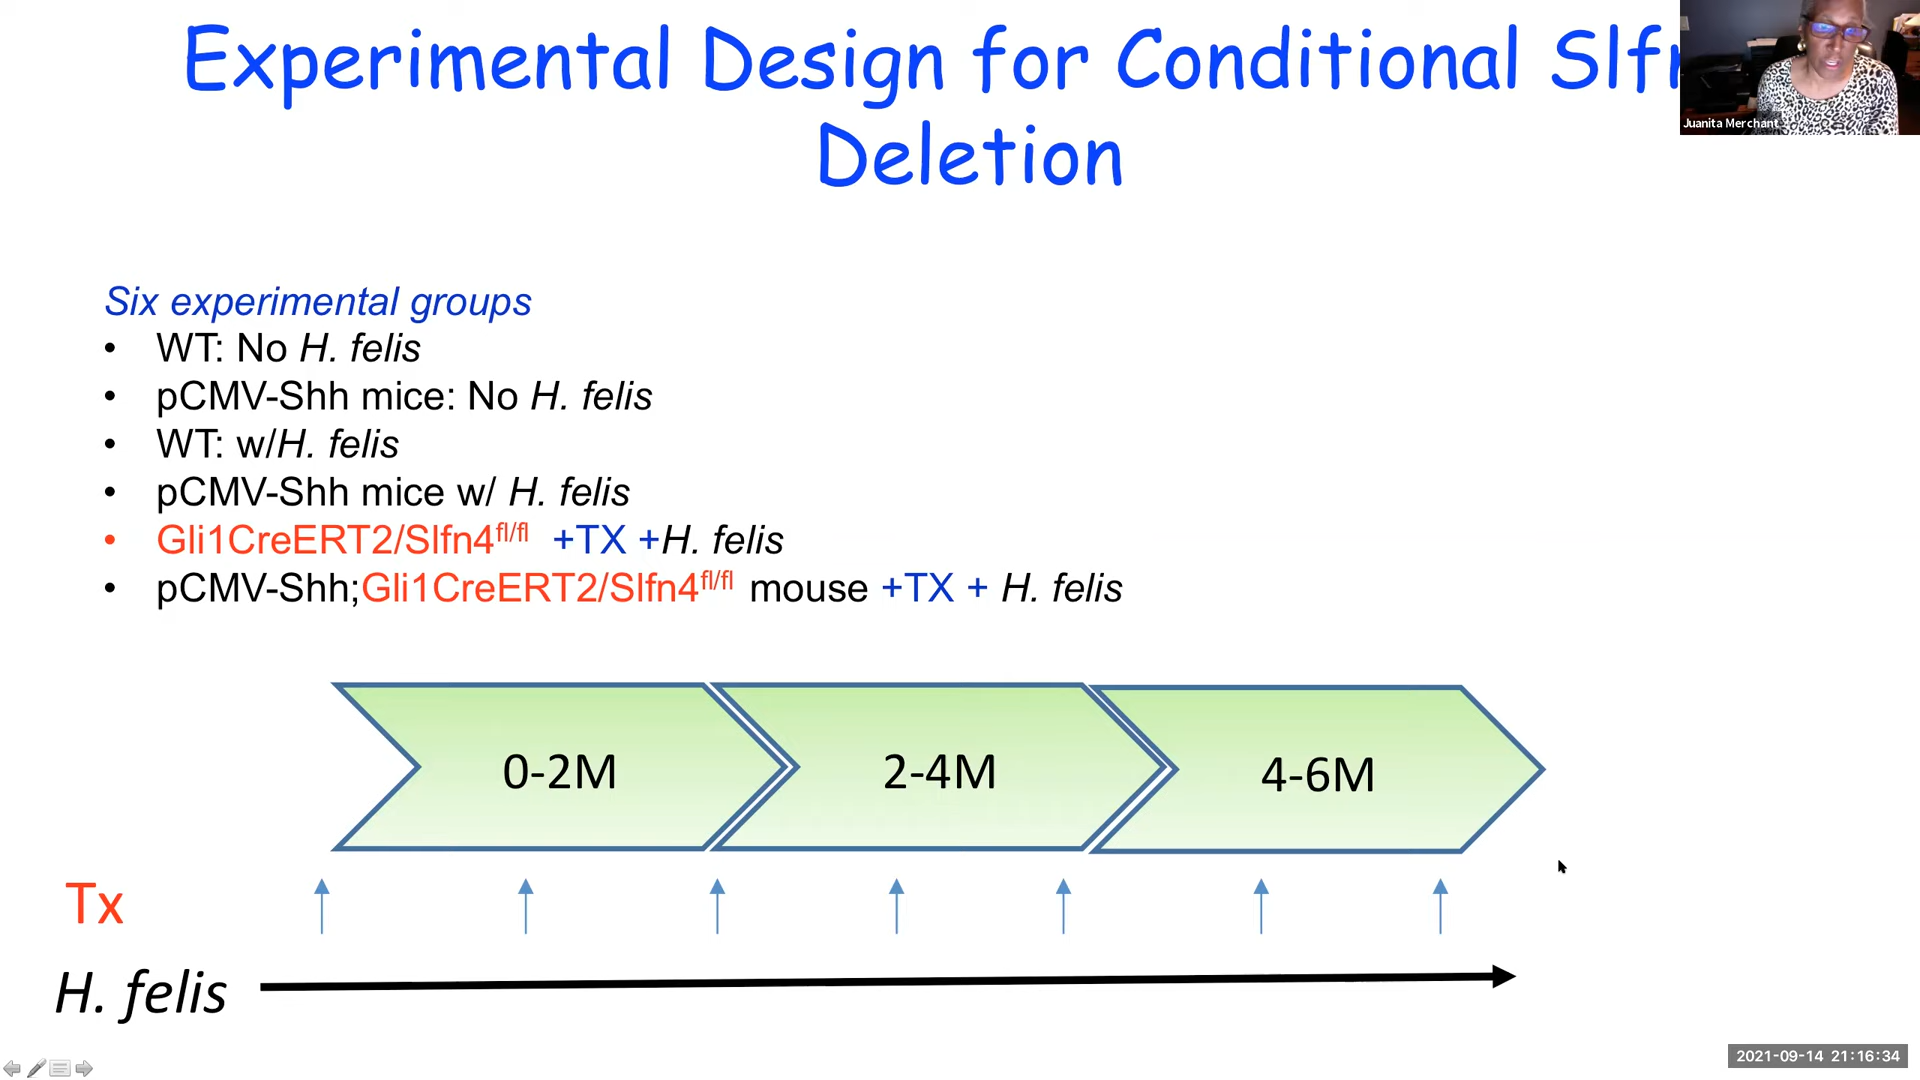 Experimental Design for Conditional Slf
Deletion
Juanita Merchant
Six experimental groups
• WT: No H. felis
• pCMV-Shh mice: No H. felis
• WT: w/H. felis
• pCMV-Shh mice w/ H. felis
• Gli1CreERT2/Slfn4fl/fl +TX +H. felis
• pCMV-Shh;Gli1CreERT2/Slfn4fl/fl mouse +TX + H. felis
0-2M 2-4M 4-6M
Tx
H. felis
2021-09-14 21:16:34